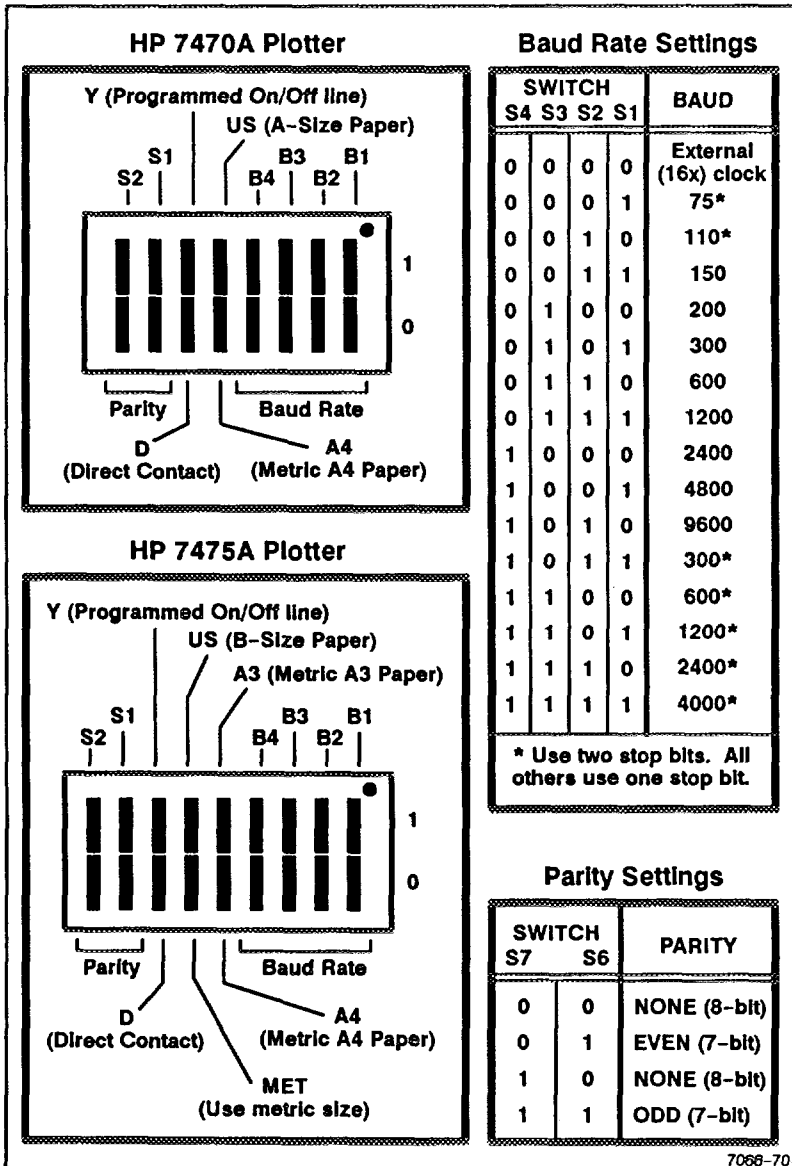 HP 7470A Plotter
Y (Programmed On/Off line)
US (A-Size Paper)
S1 B3 B1
S2 B4 B2
1
0
Parity Baud Rate
D A4
(Direct Contact) (Metric A4 Paper)
HP 7475A Plotter
Y (Programmed On/Off line)
US (B-Size Paper)
A3 (Metric A3 Paper)
S1 B3 B1
S2 B4 B2
1
0
Parity Baud Rate
D A4
(Direct Contact) (Metric A4 Paper)
MET
(Use metric size)
Baud Rate Settings
SWITCH BAUD
S4 S3 S2 S1
0 0 0 0 External (16x) clock
0 0 0 1 75*
0 0 1 0 110*
0 0 1 1 150
0 1 0 0 200
0 1 0 1 300
0 1 1 0 600
0 1 1 1 1200
1 0 0 0 2400
1 0 0 1 4800
1 0 1 0 9600
1 0 1 1 300*
1 1 0 0 600*
1 1 0 1 1200*
1 1 1 0 2400*
1 1 1 1 4000*
* Use two stop bits. All
others use one stop bit.
Parity Settings
SWITCH PARITY
S7 S6
0 0 NONE (8-bit)
0 1 EVEN (7-bit)
1 0 NONE (8-bit)
1 1 ODD (7-bit)
7066-70